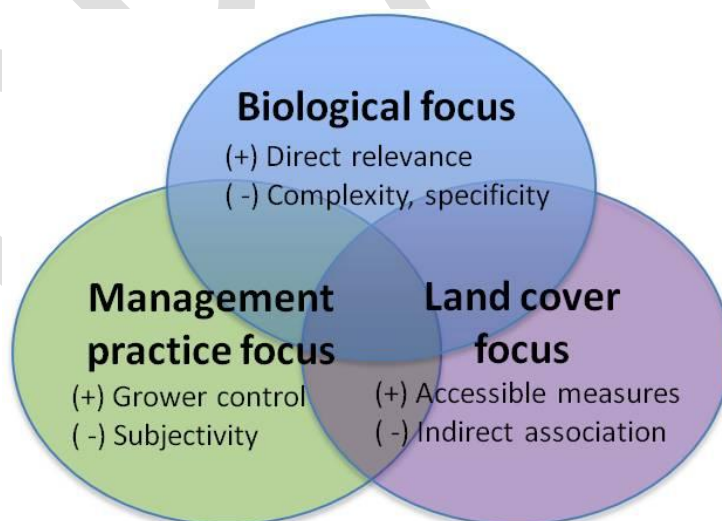 Biological focus
(+) Direct relevance
( -) Complexity, specificity
Management
practice focus
(+) Grower control
( -) Subjectivity
Land cover
focus
(+) Accessible measures
( -) Indirect association